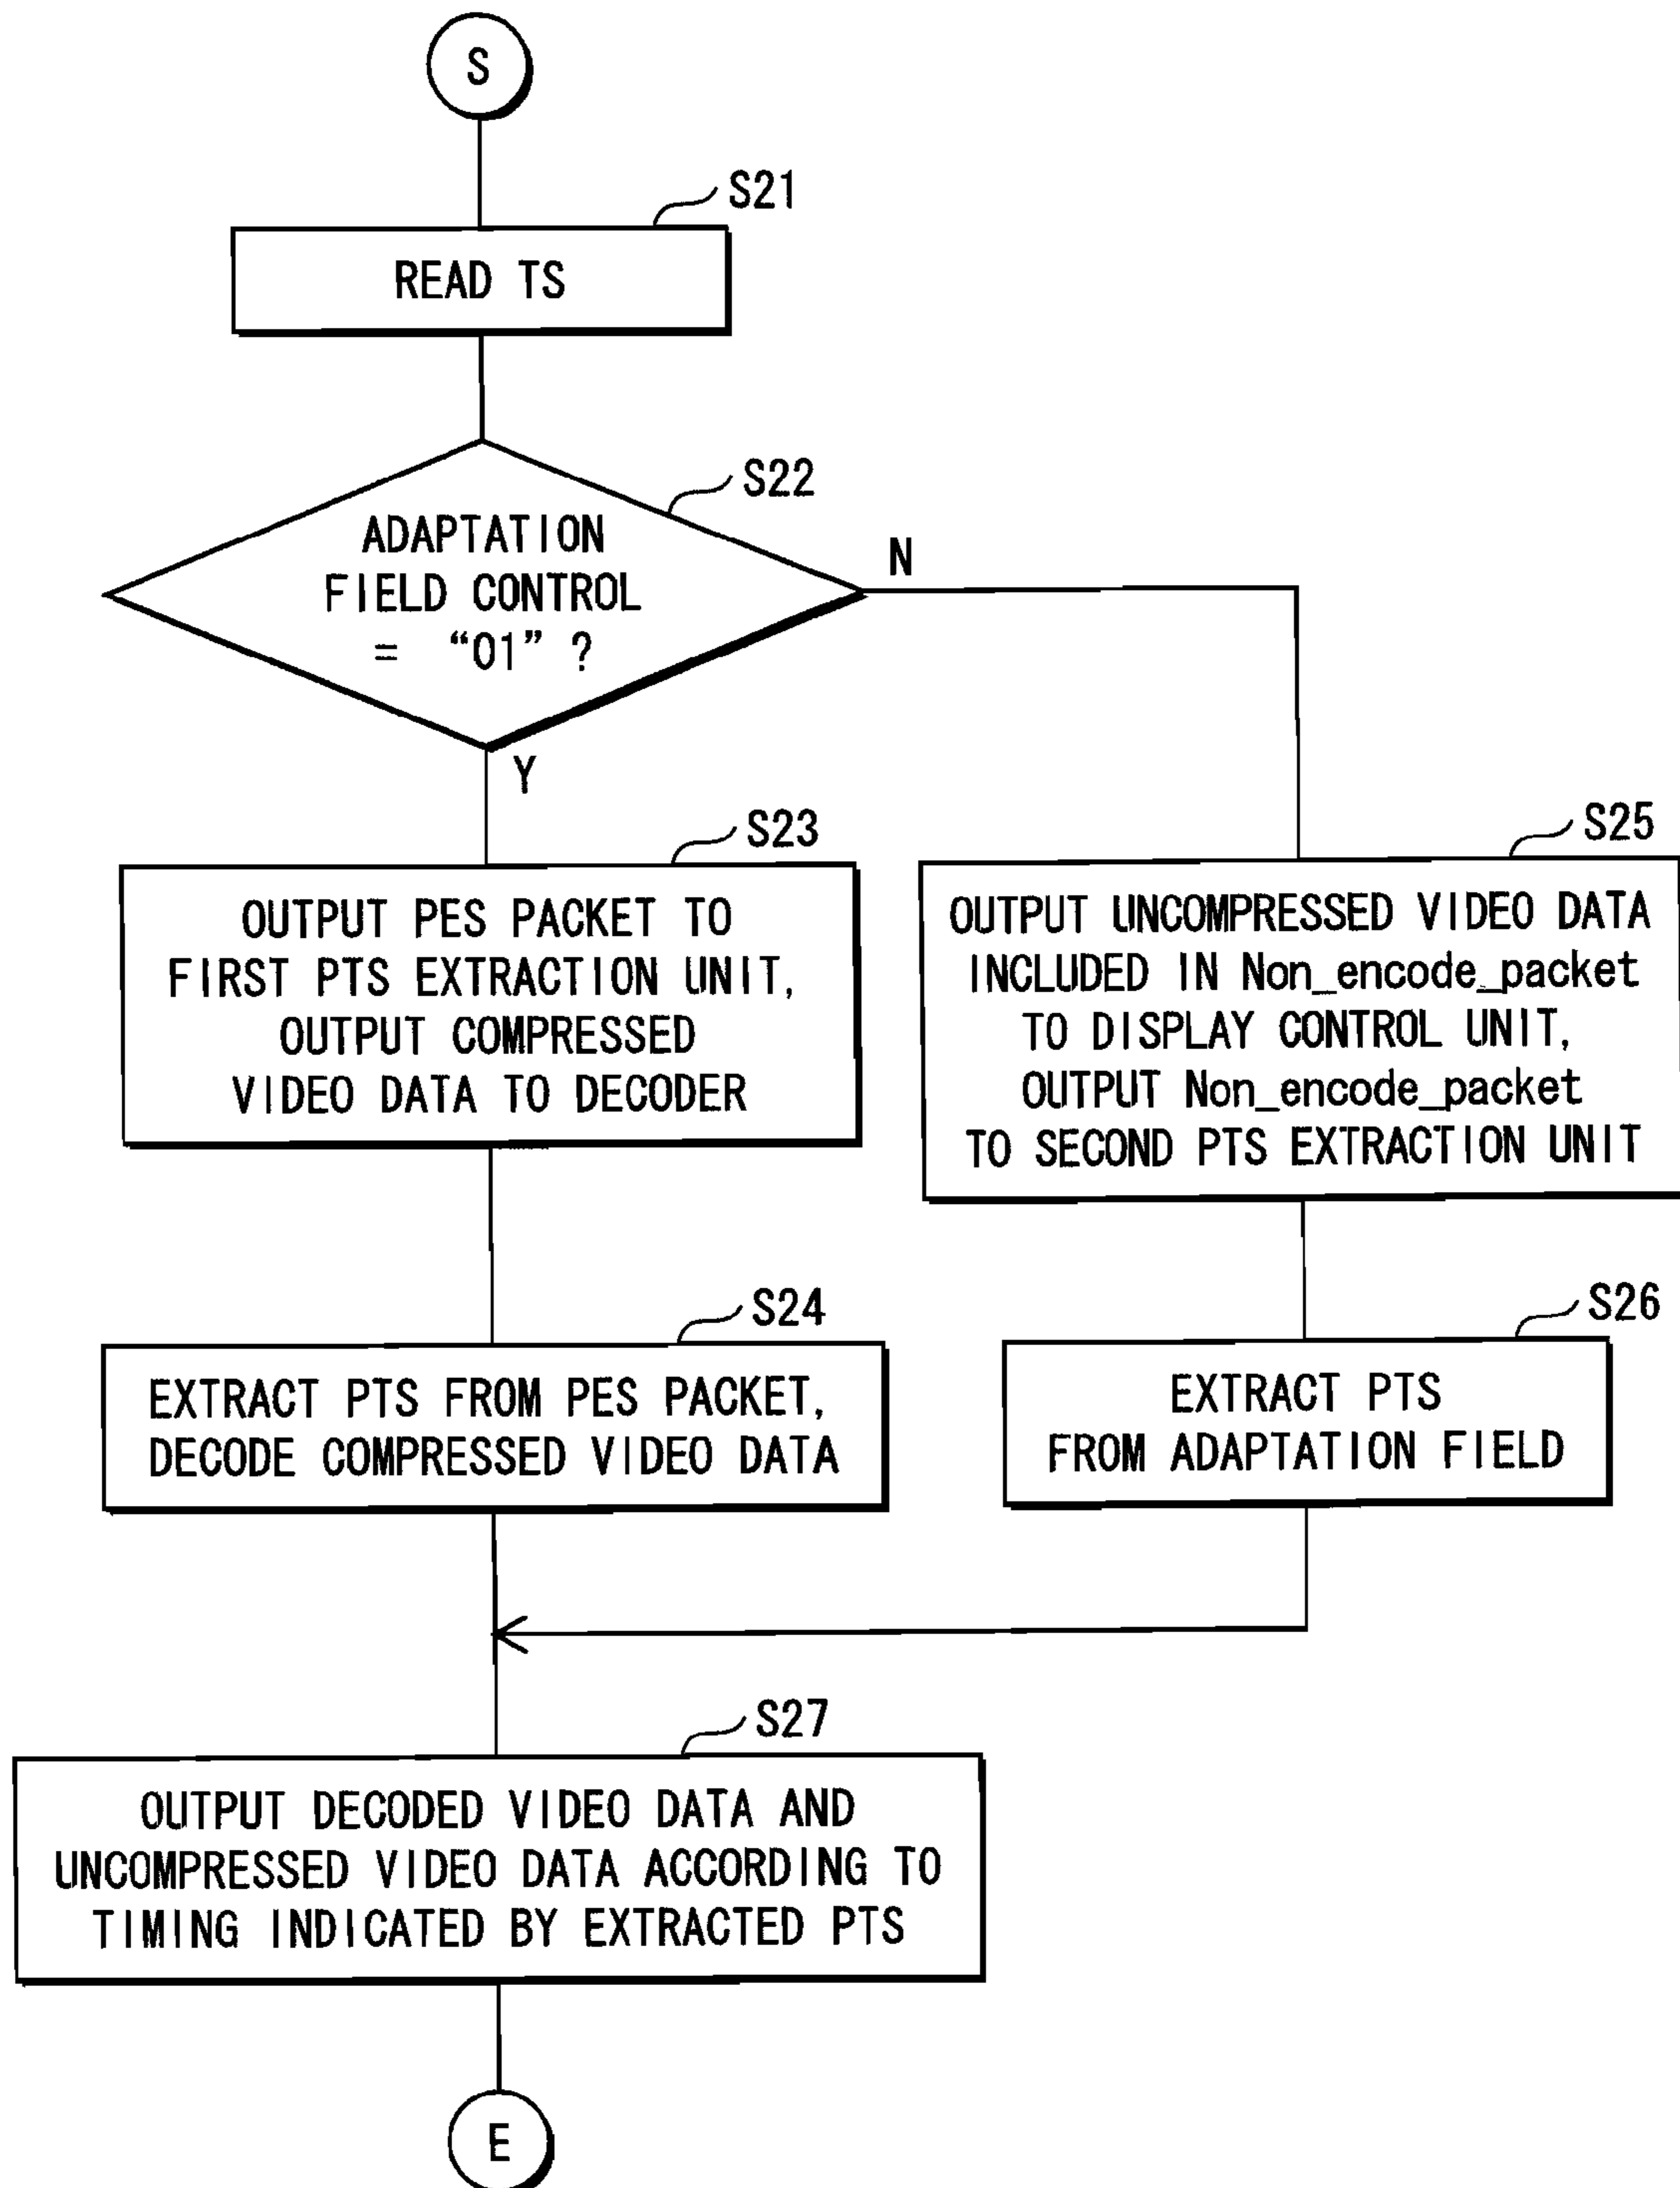 S
S21
READ TS
S22
ADAPTATION
FIELD CONTROL
= “01” ?
N
Y
S23
OUTPUT PES PACKET TO
FIRST PTS EXTRACTION UNIT,
OUTPUT COMPRESSED
VIDEO DATA TO DECODER
S25
OUTPUT UNCOMPRESSED VIDEO DATA
INCLUDED IN Non_encode_packet
TO DISPLAY CONTROL UNIT,
OUTPUT Non_encode_packet
TO SECOND PTS EXTRACTION UNIT
S24
EXTRACT PTS FROM PES PACKET,
DECODE COMPRESSED VIDEO DATA
S26
EXTRACT PTS
FROM ADAPTATION FIELD
S27
OUTPUT DECODED VIDEO DATA AND
UNCOMPRESSED VIDEO DATA ACCORDING TO
TIMING INDICATED BY EXTRACTED PTS
E